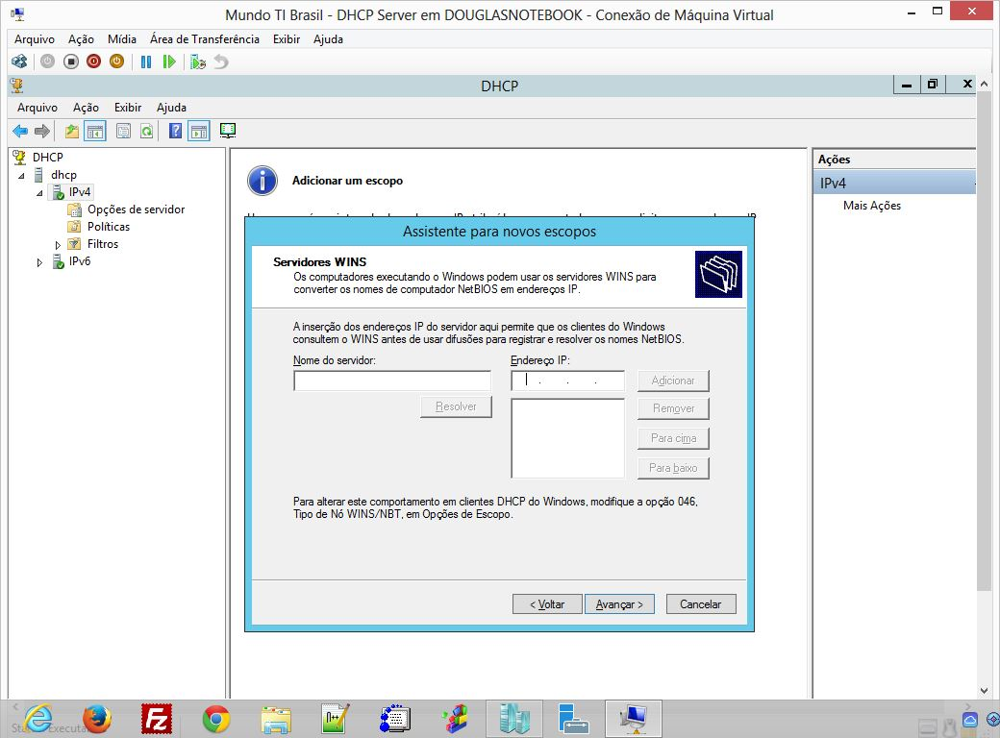 Mundo TI Brasil - DHCP Server em DOUGLASNOTEBOOK - Conexão de Máquina Virtual
Arquivo Ação Mídia Área de Transferência Exibir Ajuda
DHCP
Arquivo Ação Exibir Ajuda
DHCP
dhcp
IPv4
Opções de servidor
Políticas
Filtros
IPv6
Adicionar um escopo
Ações
IPv4
Mais Ações
Assistente para novos escopos
Servidores WINS
Os computadores executando o Windows podem usar os servidores WINS para
converter os nomes de computador NetBIOS em endereços IP.
A inserção dos endereços IP do servidor aqui permite que os clientes do Windows
consultem o WINS antes de usar difusões para registrar e resolver os nomes NetBIOS.
Nome do servidor:
Endereço IP:
Adicionar
Resolver
Remover
Para cima
Para baixo
Para alterar este comportamento em clientes DHCP do Windows, modifique a opção 046,
Tipo de Nó WINS/NBT, em Opções de Escopo.
< Voltar
Avançar >
Cancelar